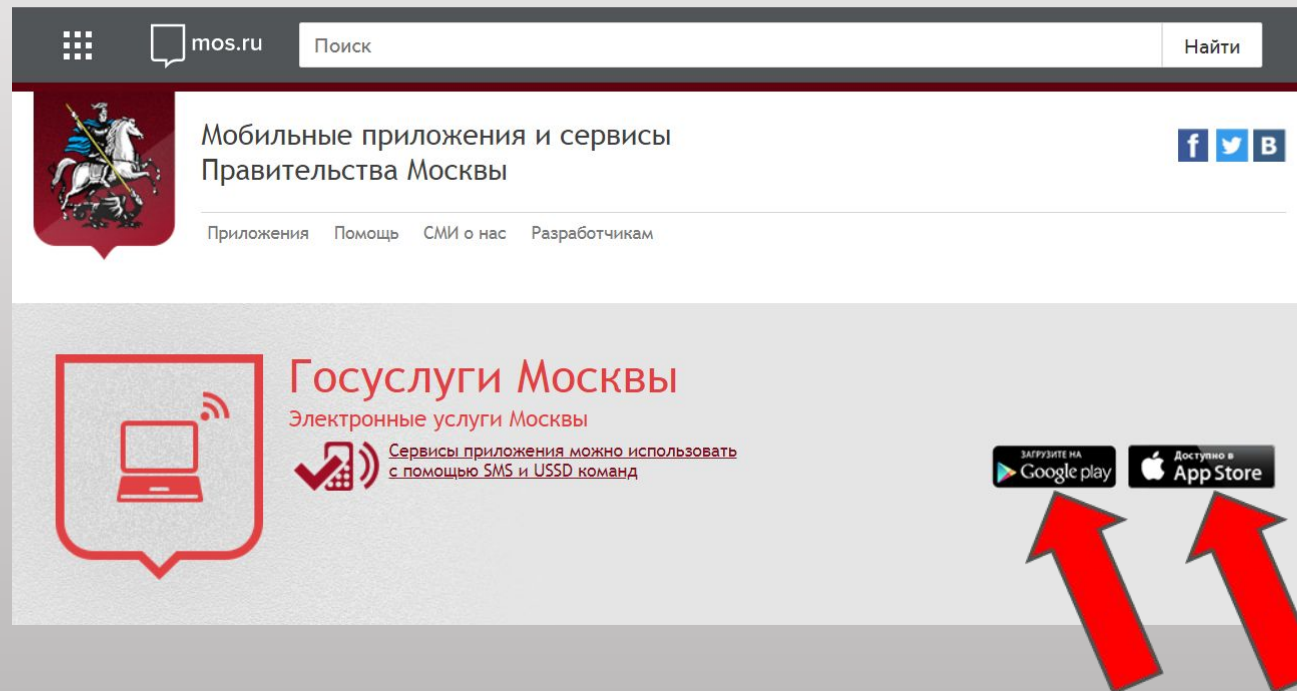 mos.ru
Поиск
Найти
Мобильные приложения и сервисы
Правительства Москвы
f
B
Приложения Помощь СМИ о нас Разработчикам
Госуслуги Москвы
Электронные услуги Москвы
Сервисы приложения можно использовать
с помощью SMS и USSD команд
ЗАГРУЗИТЕ НА
Google play
Доступно в
App Store